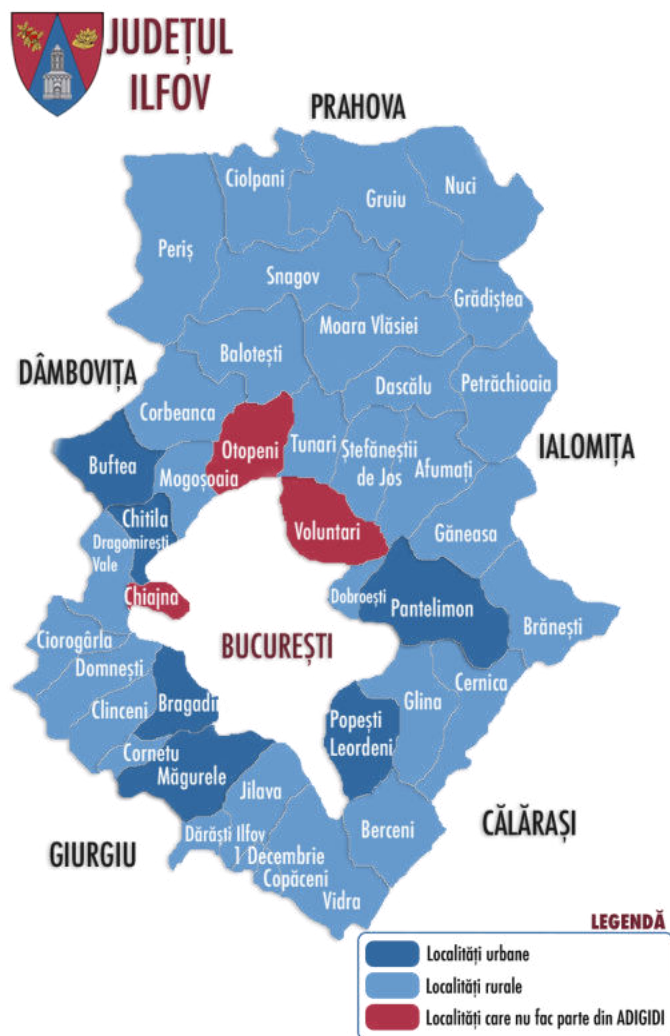 JUDEȚUL
ILFOV
PRAHOVA
Ciolpani
Nuci
Gruiu
Periș
Snagov
Grădiștea
Moara Vlăsiei
Balotești
DÂMBOVIȚA
Dascălu
Petrăchioaia
Corbeanca
IALOMIȚA
Otopeni
Tunari
Ștefăneștii
de Jos
Afumați
Buftea
Mogoșoaia
Chitila
Voluntari
Găneasa
Dragomirești
Vale
Chiajna
Dobroești
Pantelimon
Brănești
Ciorogârla
BUCUREȘTI
Domnești
Cernica
Clinceni
Bragadir
Glina
Popești
Leordeni
Cornetu
Măgurele
Jilava
CĂLĂRAȘI
GIURGIU
Dărăști Ilfov
Berceni
1 Decembrie
Copăceni
Vidra
LEGENDĂ
Localități urbane
Localități rurale
Localități care nu fac parte din ADIGIDI